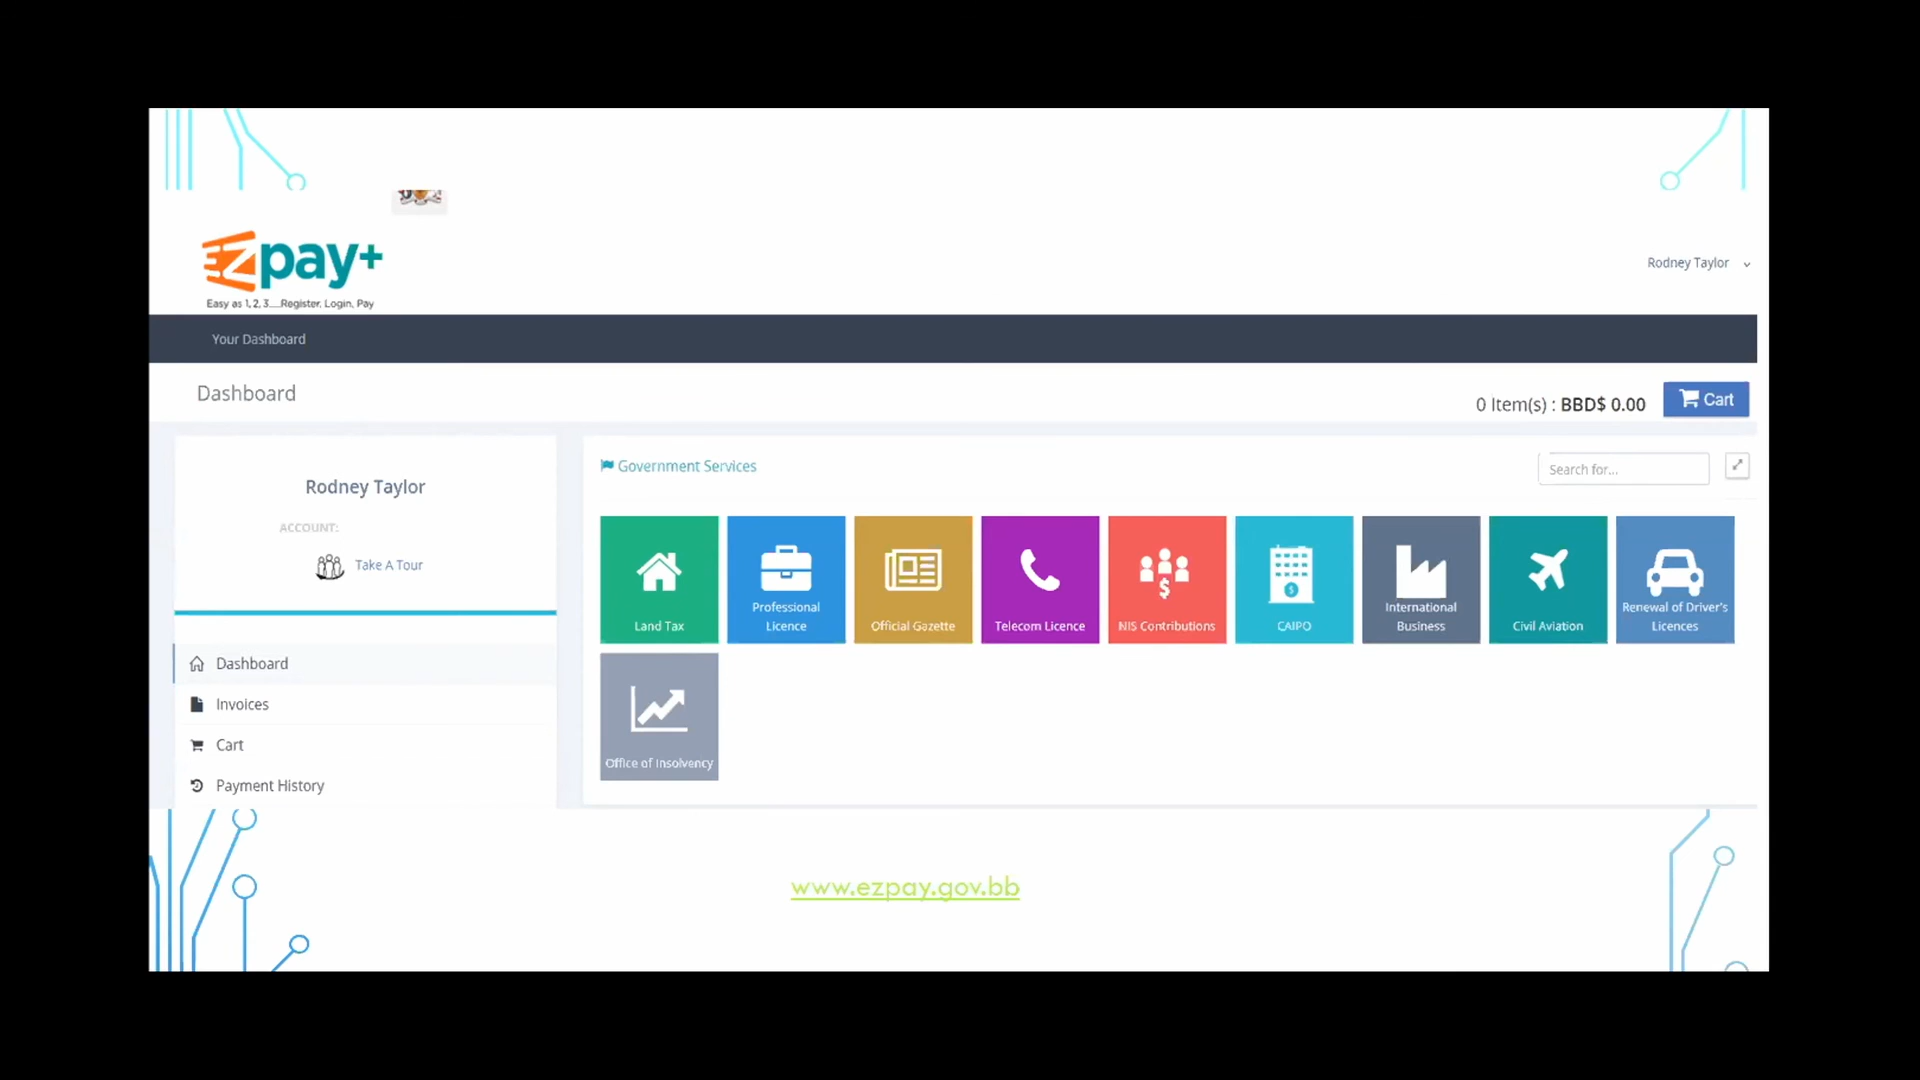 EZpay+
Easy as 1, 2, 3....Register, Login, Pay
Rodney Taylor
Your Dashboard
Dashboard
0 Item(s) : BBD$ 0.00
Cart
Rodney Taylor
ACCOUNT:
Take A Tour
Dashboard
Invoices
Cart
Payment History
Government Services
Search for...
Land Tax
Professional
Licence
Official Gazette
Telecom Licence
NIS Contributions
CAIPO
International
Business
Civil Aviation
Renewal of Driver's
Licences
Office of Insolvency
www.ezpay.gov.bb